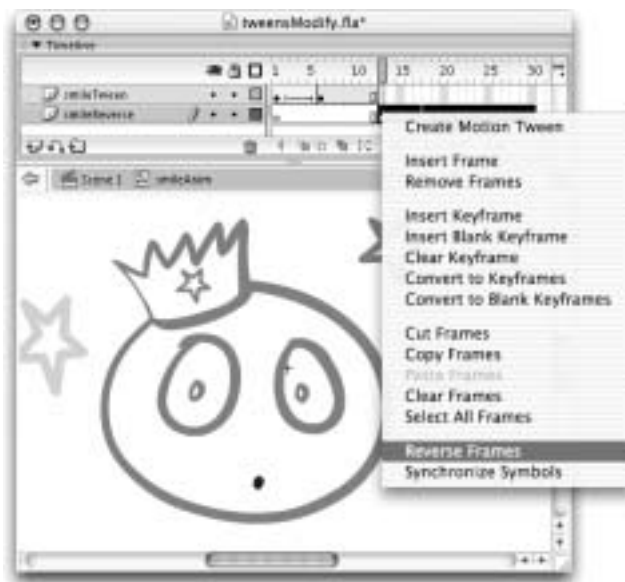 tweensModify.fla*
Timeline
1 5 10 15 20 25 30
smileTween
smileReverse
Scene 1 smileAnim
Create Motion Tween
Insert Frame
Remove Frames
Insert Keyframe
Insert Blank Keyframe
Clear Keyframe
Convert to Keyframes
Convert to Blank Keyframes
Cut Frames
Copy Frames
Paste Frames
Clear Frames
Select All Frames
Reverse Frames
Synchronize Symbols